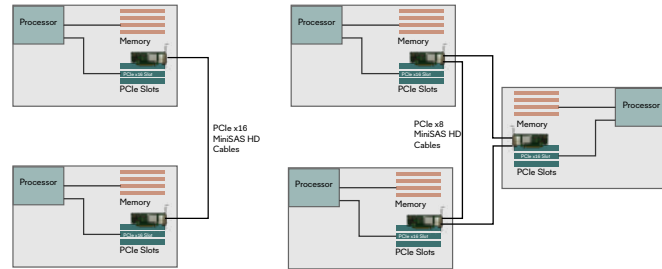 Processor
Memory
PCIe x16 Slot
PCIe Slots
PCIe x16
MiniSAS HD
Cables
Processor
Memory
PCIe x16 Slot
PCIe Slots
Processor
Memory
PCIe x16 Slot
PCIe Slots
PCIe x8
MiniSAS HD
Cables
Processor
Memory
PCIe x16 Slot
PCIe Slots
Processor
Memory
PCIe x16 Slot
PCIe Slots